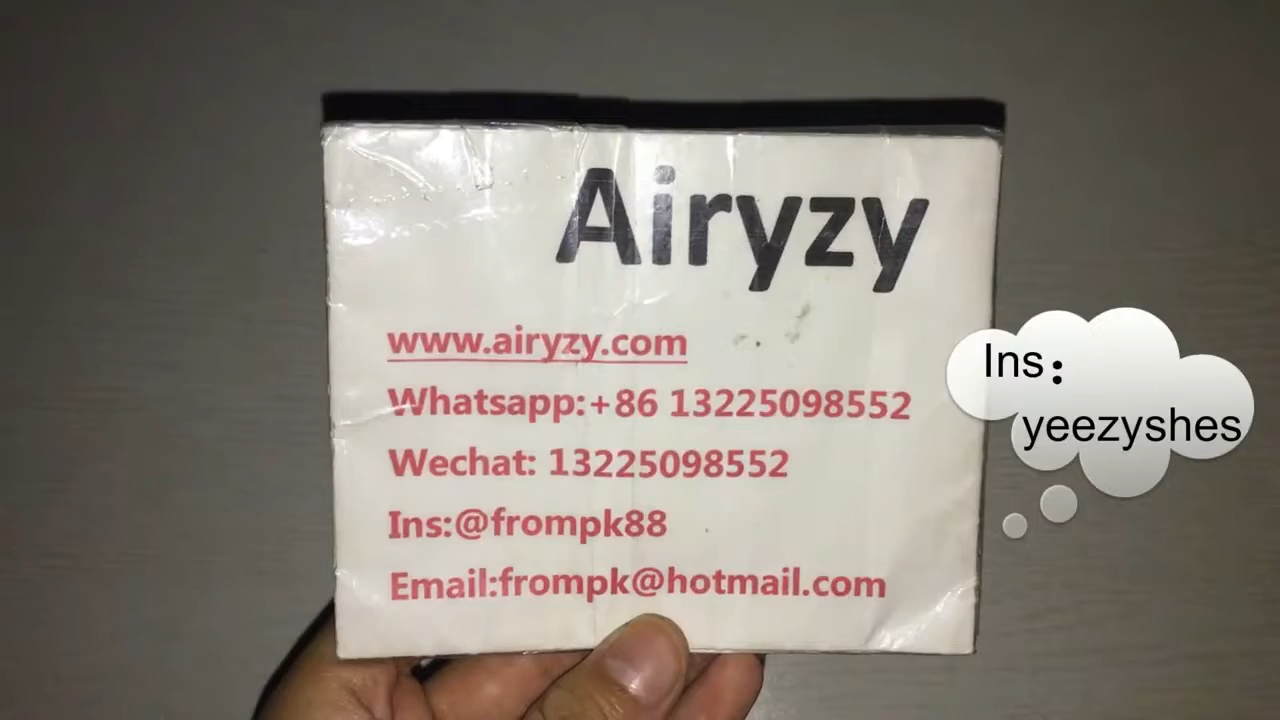 Airyzy
www.airyzy.com
Whatsapp:+86 13225098552
Wechat: 13225098552
Ins:@frompk88
Email:frompk@hotmail.com
Ins：
yeezyshes